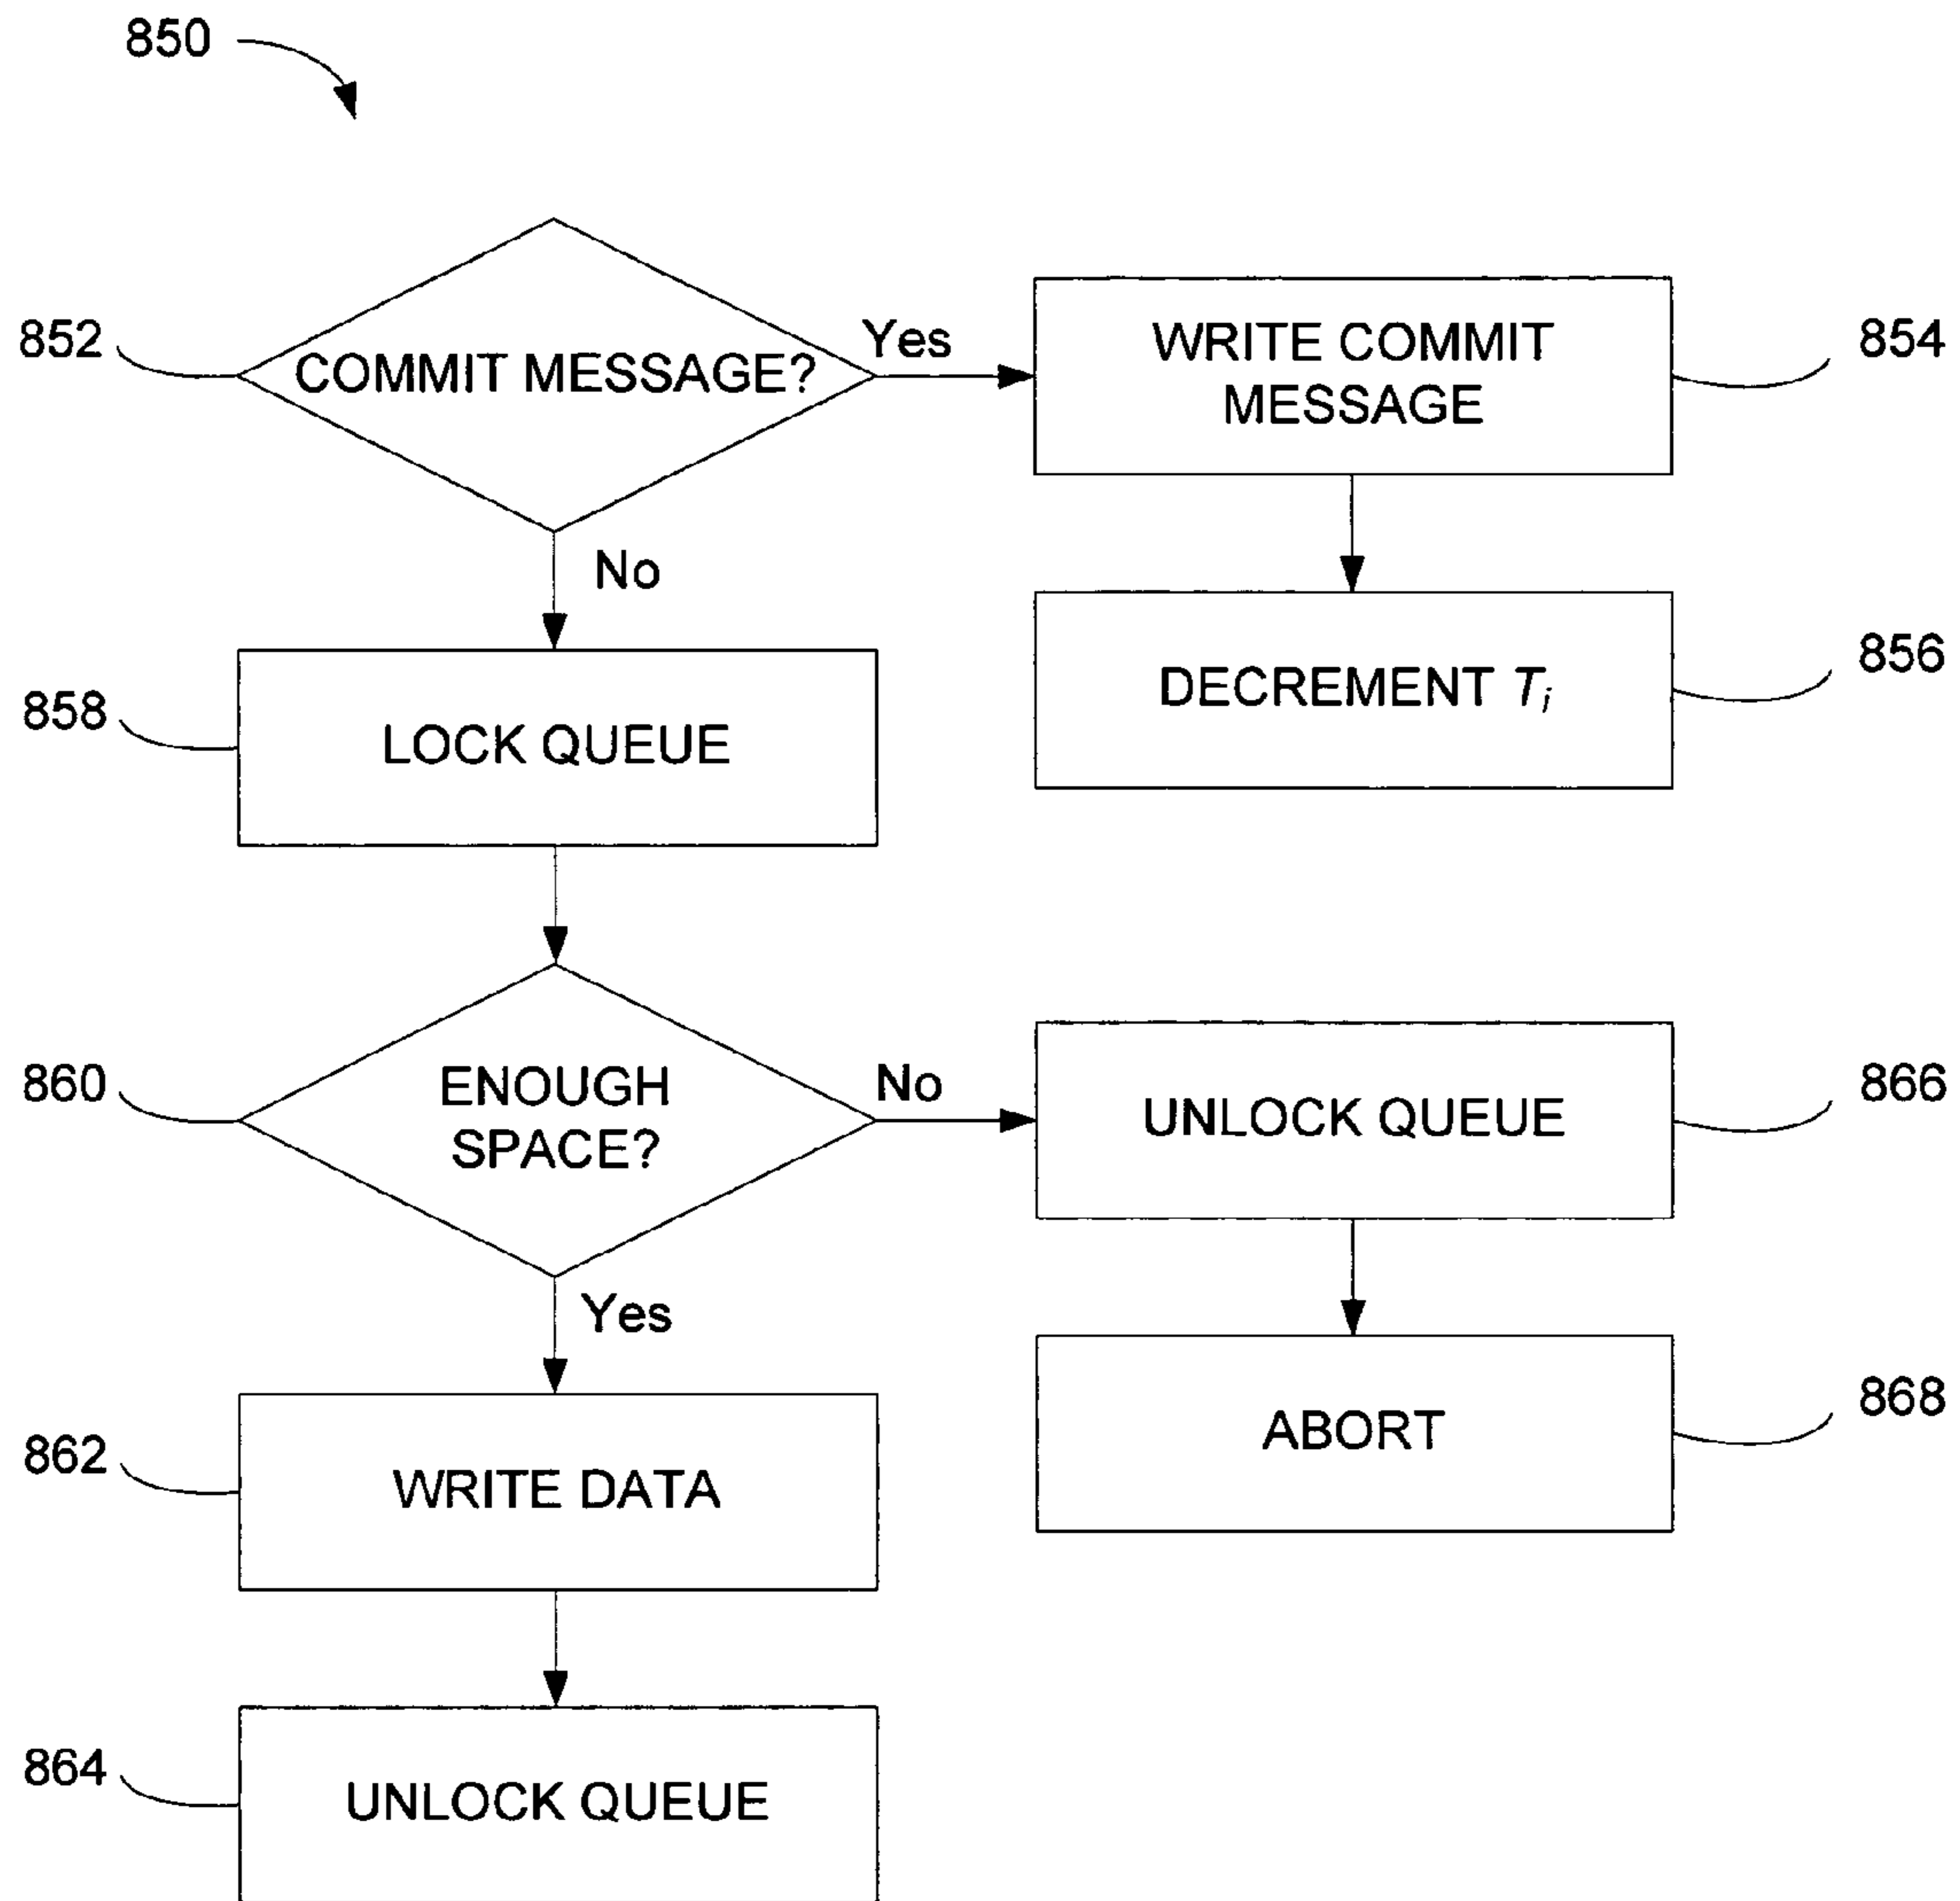 850
852
COMMIT MESSAGE?
Yes
WRITE COMMIT
MESSAGE
854
No
DECREMENT Ti
856
858
LOCK QUEUE
860
ENOUGH
SPACE?
No
UNLOCK QUEUE
866
Yes
ABORT
868
862
WRITE DATA
864
UNLOCK QUEUE